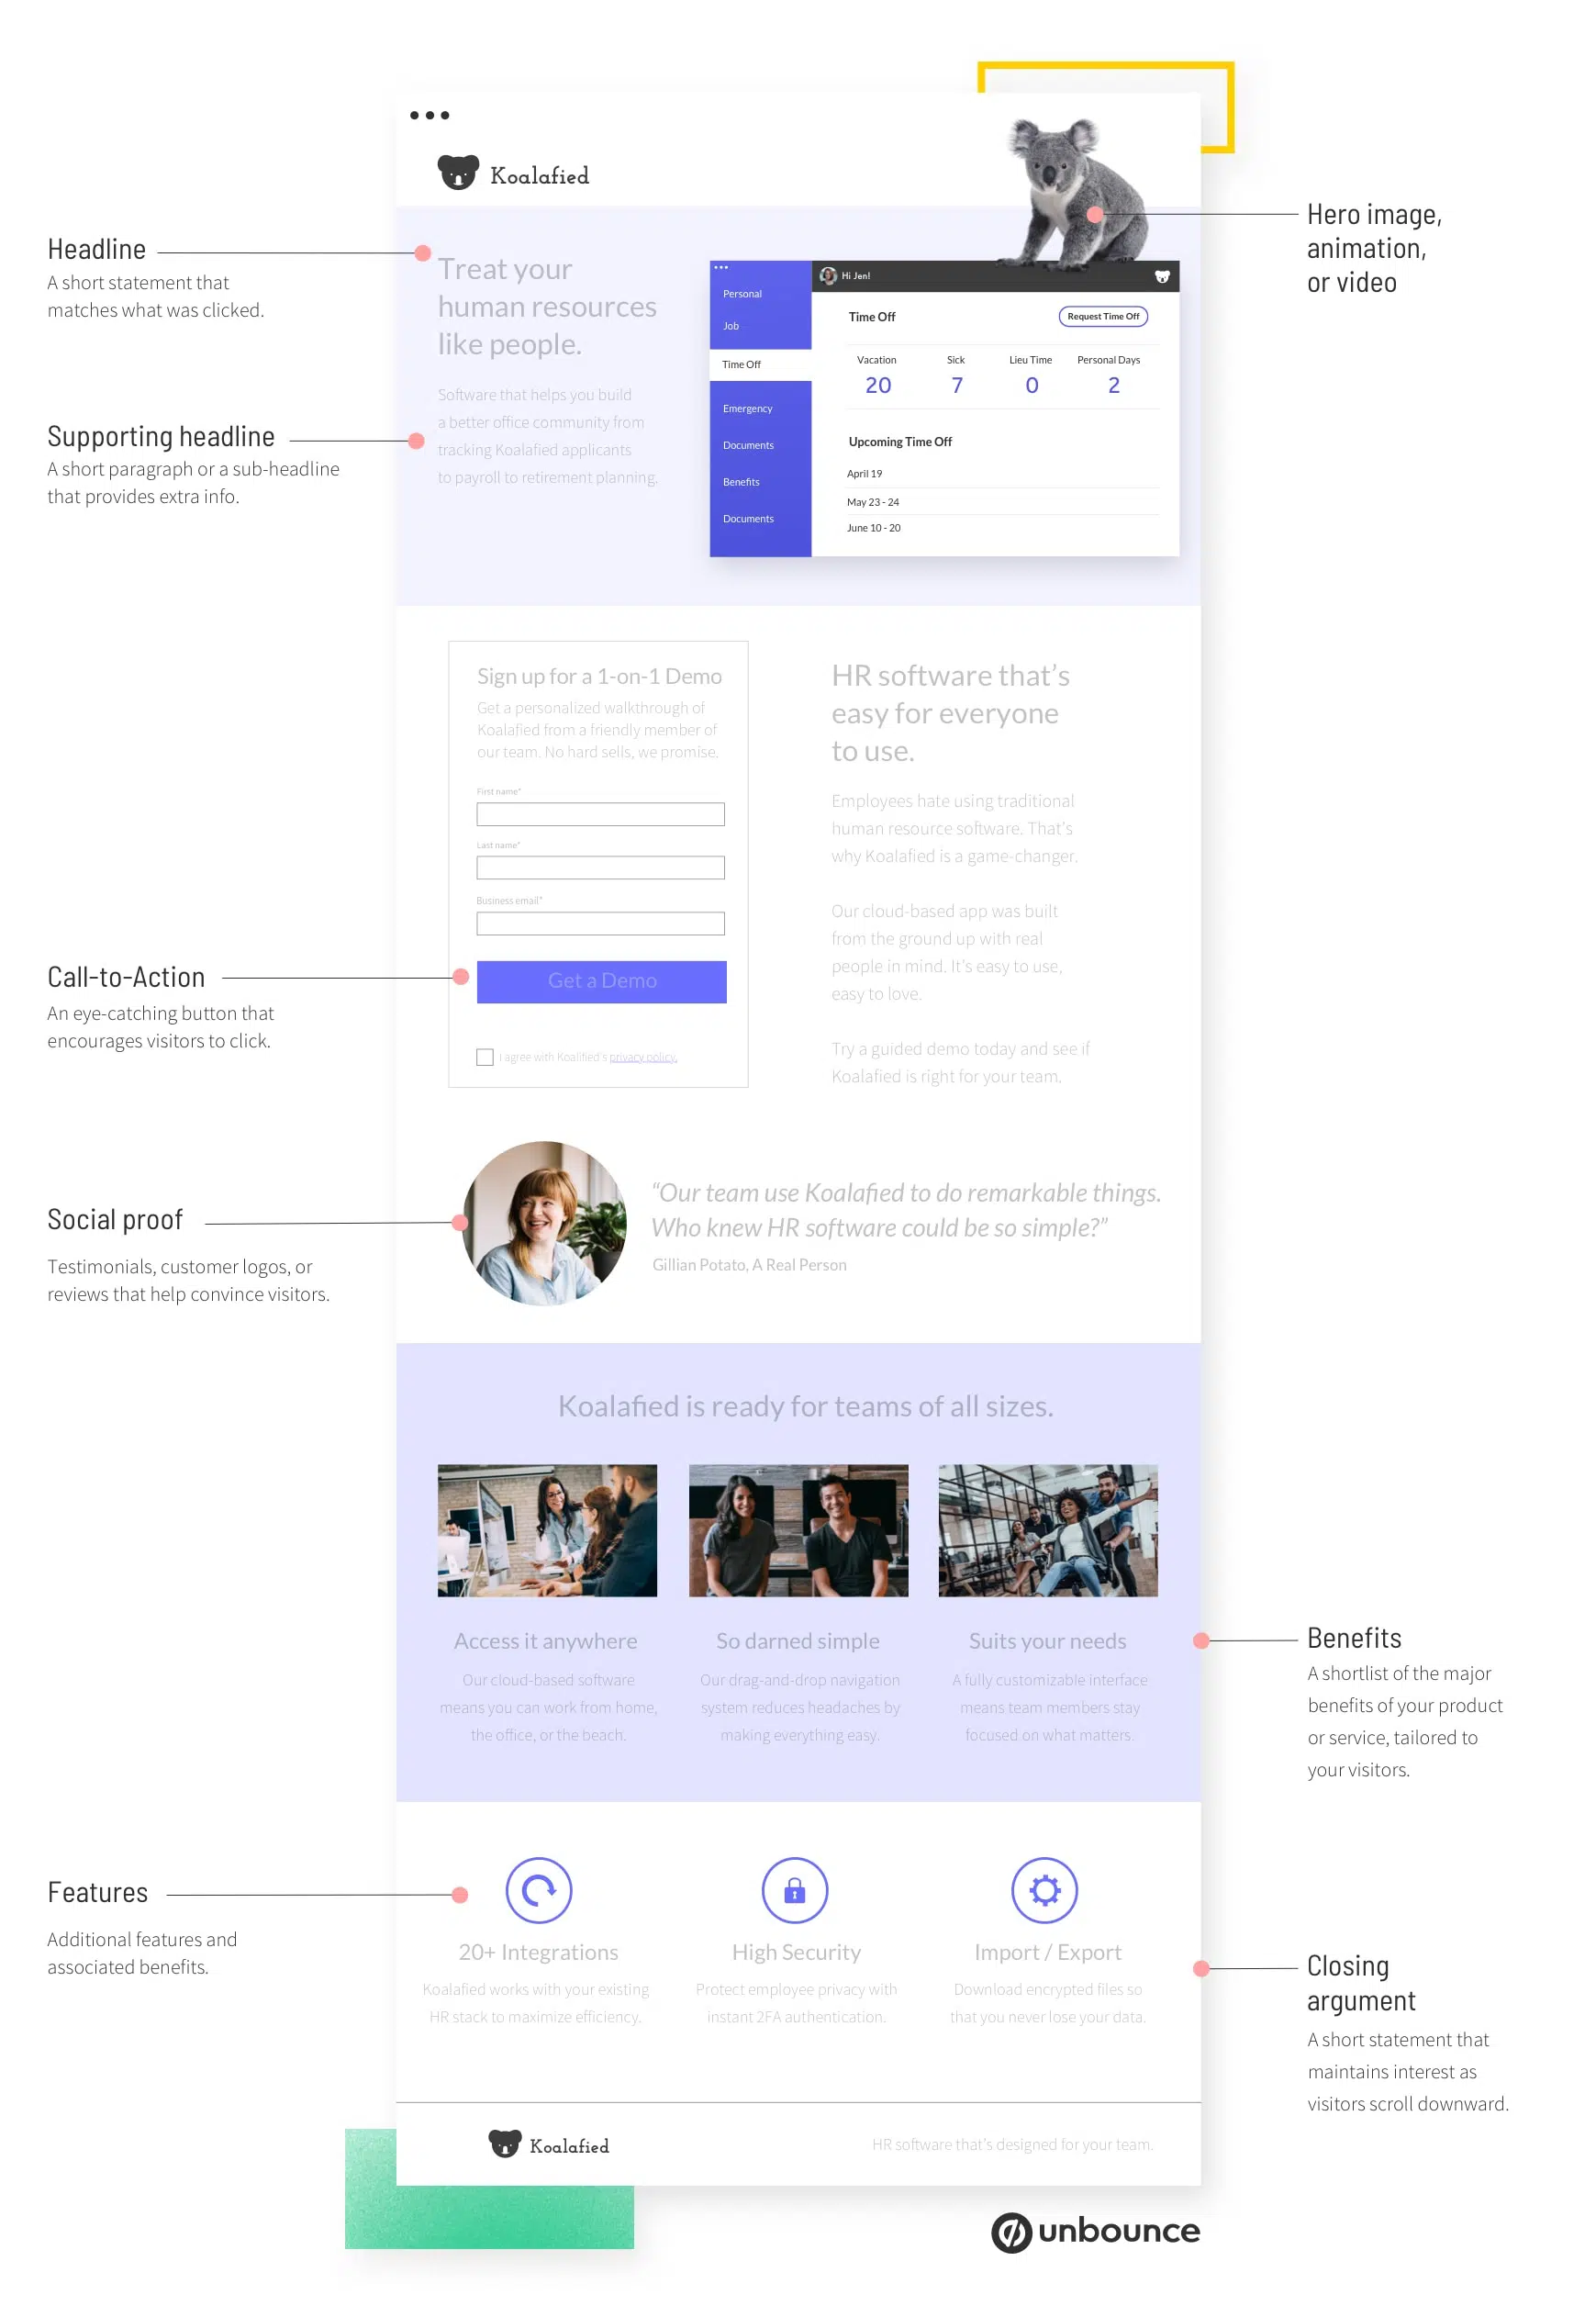 Koalafied
Headline
A short statement that
matches what was clicked.
Treat your
human resources
like people.
Supporting headline
A short paragraph or a sub-headline
that provides extra info.
Software that helps you build
a better office community from
tracking Koalafied applicants
to payroll to retirement planning.
Hero image,
animation,
or video
Hi Jen!
Personal
Job
Time Off
Emergency
Documents
Benefits
Documents
Time Off
Request Time Off
Vacation Sick Lieu Time Personal Days
20 7 0 2
Upcoming Time Off
April 19
May 23 - 24
June 10 - 20
Sign up for a 1-on-1 Demo
Get a personalized walkthrough of
Koalafied from a friendly member of
our team. No hard sells, we promise.
First name*
Last name*
Business email*
Get a Demo
I agree with Koalified's privacy policy.
Call-to-Action
An eye-catching button that
encourages visitors to click.
HR software that's
easy for everyone
to use.
Employees hate using traditional
human resource software. That's
why Koalafied is a game-changer.
Our cloud-based app was built
from the ground up with real
people in mind. It's easy to use,
easy to love.
Try a guided demo today and see if
Koalafied is right for your team.
Social proof
Testimonials, customer logos, or
reviews that help convince visitors.
“Our team use Koalafied to do remarkable things.
Who knew HR software could be so simple?”
Gillian Potato, A Real Person
Koalafied is ready for teams of all sizes.
Access it anywhere
Our cloud-based software
means you can work from home,
the office, or the beach.
So darned simple
Our drag-and-drop navigation
system reduces headaches by
making everything easy.
Suits your needs
A fully customizable interface
means team members stay
focused on what matters.
Benefits
A shortlist of the major
benefits of your product
or service, tailored to
your visitors.
Features
Additional features and
associated benefits.
20+ Integrations
Koalafied works with your existing
HR stack to maximize efficiency.
High Security
Protect employee privacy with
instant 2FA authentication.
Import / Export
Download encrypted files so
that you never lose your data.
Closing
argument
A short statement that
maintains interest as
visitors scroll downward.
Koalafied
HR software that's designed for your team.
unbounce